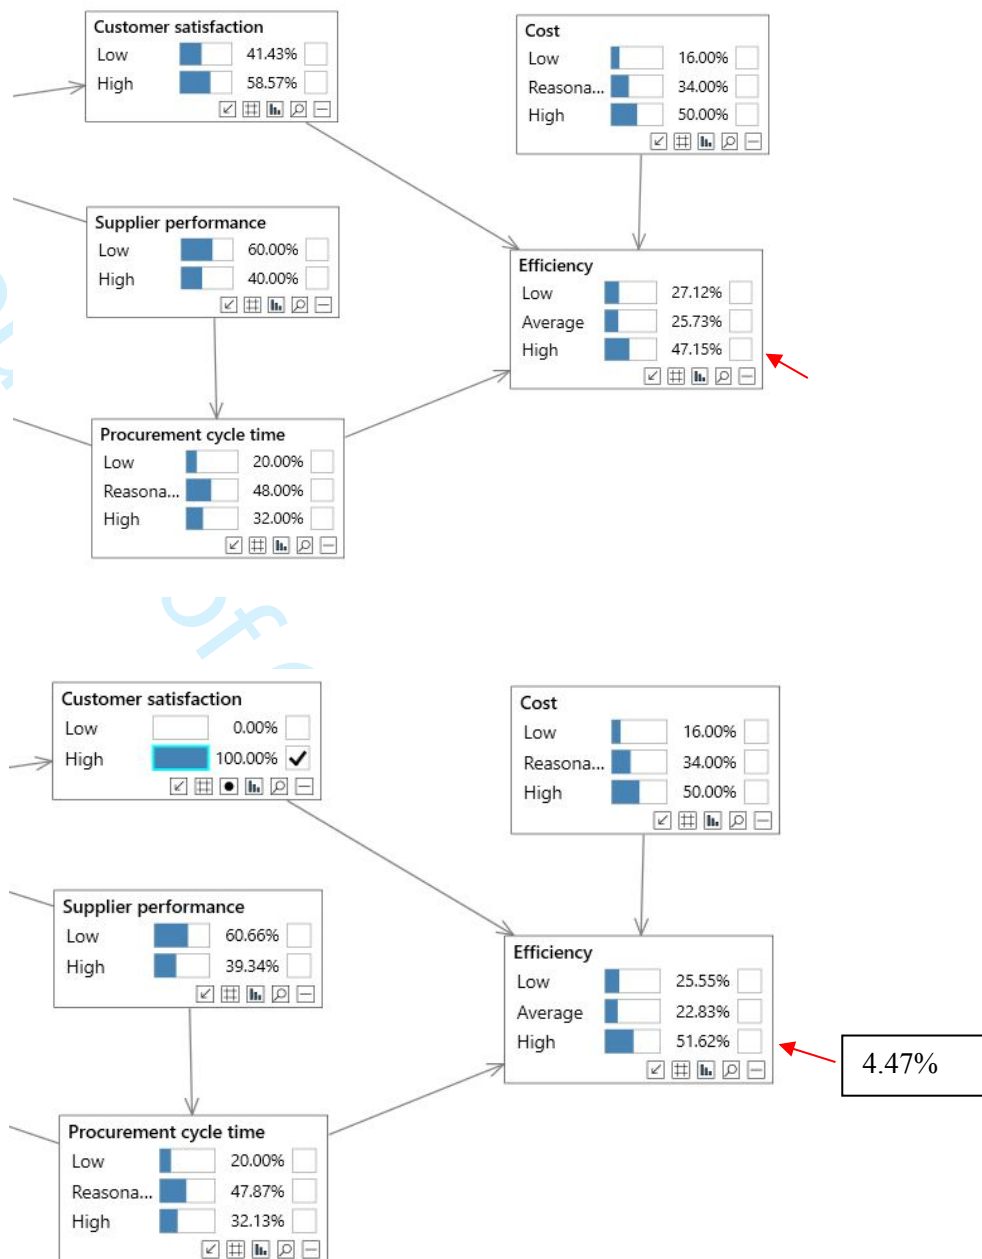 Customer satisfaction
Low 41.43%
High 58.57%
Cost
Low 16.00%
Reasona... 34.00%
High 50.00%
Supplier performance
Low 60.00%
High 40.00%
Efficiency
Low 27.12%
Average 25.73%
High 47.15%
Procurement cycle time
Low 20.00%
Reasona... 48.00%
High 32.00%
of
Customer satisfaction
Low 0.00%
High 100.00%
Cost
Low 16.00%
Reasona... 34.00%
High 50.00%
Supplier performance
Low 60.66%
High 39.34%
Efficiency
Low 25.55%
Average 22.83%
High 51.62%
4.47%
Procurement cycle time
Low 20.00%
Reasona... 47.87%
High 32.13%